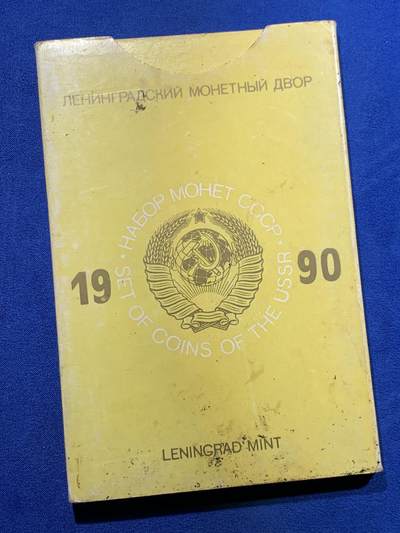 ЛЕНИНГРАДСКИЙ МОНЕТНЫЙ ДВОР
· НАБОР МОНЕТ СССР ·
19 90
SET OF COINS OF THE USSR
LENINGRAD MINT